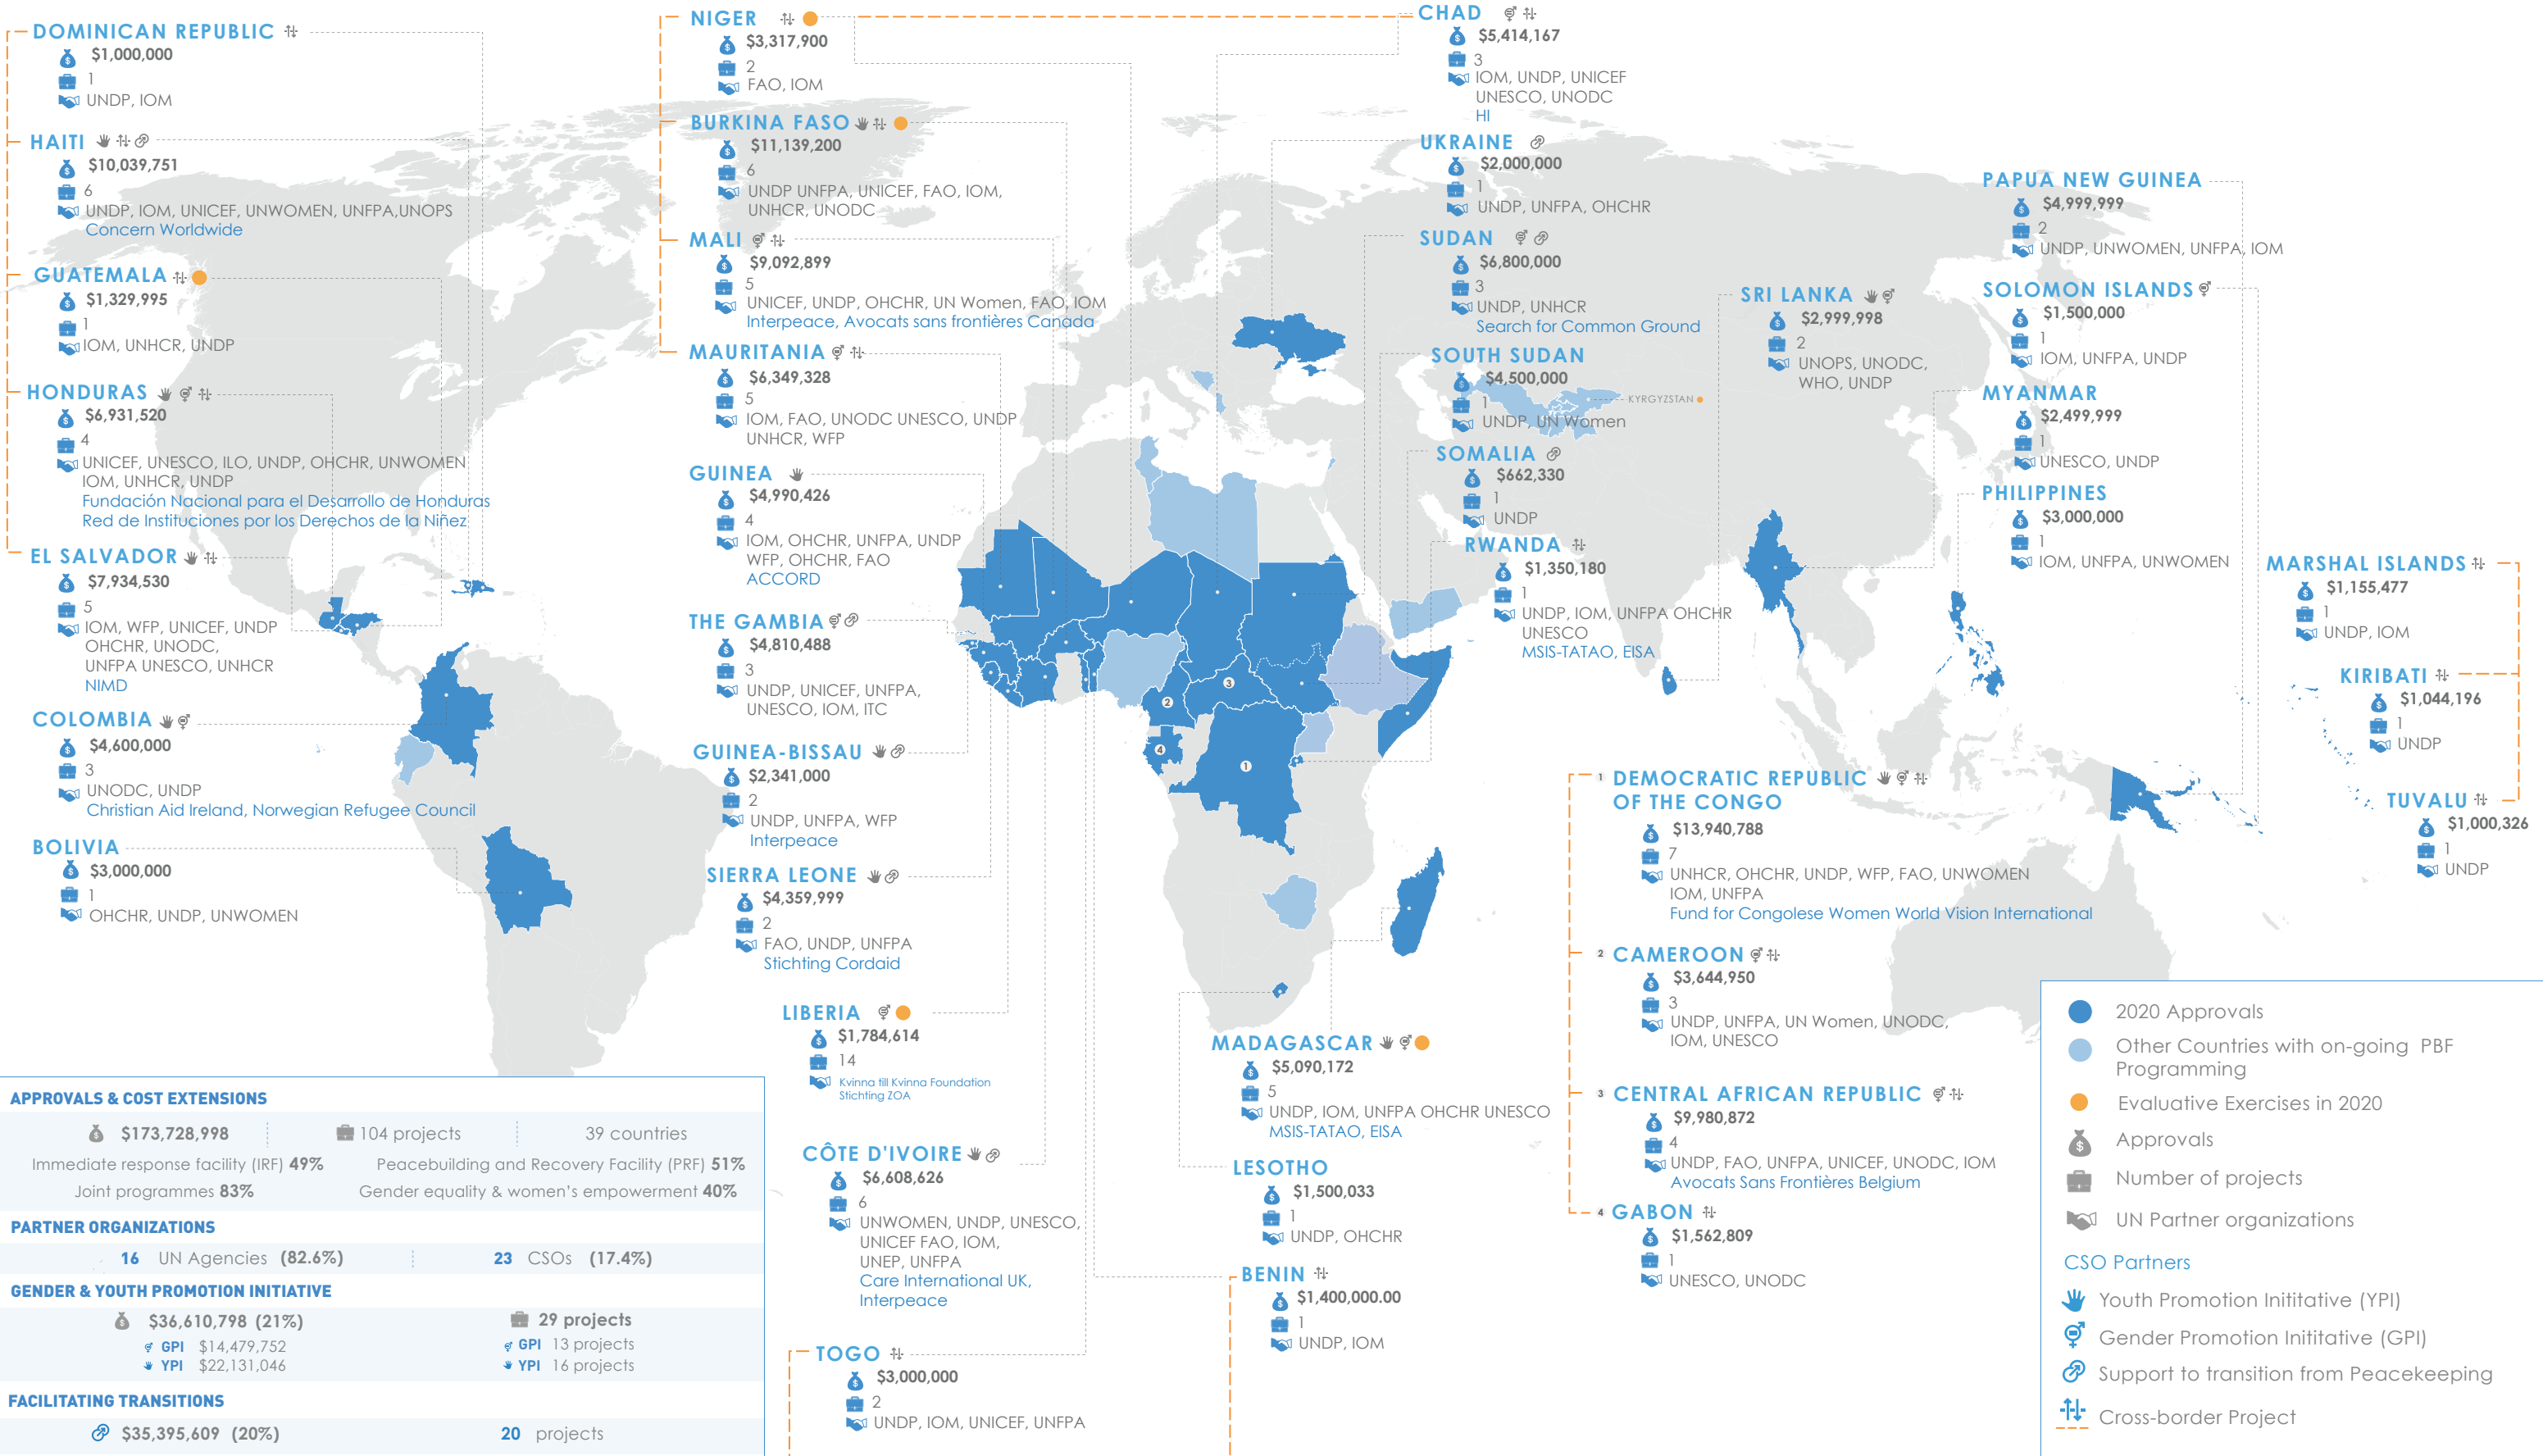 DOMINICAN REPUBLIC
$1,000,000
1
UNDP, IOM
HAITI
$10,039,751
6
UNDP, IOM, UNICEF, UNWOMEN, UNFPA,UNOPS
Concern Worldwide
GUATEMALA
$1,329,995
1
IOM, UNHCR, UNDP
HONDURAS
$6,931,520
4
UNICEF, UNESCO, ILO, UNDP, OHCHR, UNWOMEN
IOM, UNHCR, UNDP
Fundación Nacional para el Desarrollo de Honduras
Red de Instituciones por los Derechos de la Niñez
EL SALVADOR
$7,934,530
5
IOM, WFP, UNICEF, UNDP
OHCHR, UNODC,
UNFPA UNESCO, UNHCR
NIMD
COLOMBIA
$4,600,000
3
UNODC, UNDP
Christian Aid Ireland, Norwegian Refugee Council
BOLIVIA
$3,000,000
1
OHCHR, UNDP, UNWOMEN
NIGER
$3,317,900
2
FAO, IOM
BURKINA FASO
$11,139,200
6
UNDP UNFPA, UNICEF, FAO, IOM,
UNHCR, UNODC
MALI
$9,092,899
5
UNICEF, UNDP, OHCHR, UN Women, FAO, IOM
Interpeace, Avocats sans frontières Canada
MAURITANIA
$6,349,328
5
IOM, FAO, UNODC UNESCO, UNDP
UNHCR, WFP
GUINEA
$4,990,426
4
IOM, OHCHR, UNFPA, UNDP
WFP, OHCHR, FAO
ACCORD
THE GAMBIA
$4,810,488
3
UNDP, UNICEF, UNFPA,
UNESCO, IOM, ITC
GUINEA-BISSAU
$2,341,000
2
UNDP, UNFPA, WFP
Interpeace
SIERRA LEONE
$4,359,999
2
FAO, UNDP, UNFPA
Stichting Cordaid
LIBERIA
$1,784,614
14
Kvinna till Kvinna Foundation
Stichting ZOA
CÔTE D'IVOIRE
$6,608,626
6
UNWOMEN, UNDP, UNESCO,
UNICEF FAO, IOM,
UNEP, UNFPA
Care International UK,
Interpeace
TOGO
$3,000,000
2
UNDP, IOM, UNICEF, UNFPA
CHAD
$5,414,167
3
IOM, UNDP, UNICEF
UNESCO, UNODC
HI
UKRAINE
$2,000,000
1
UNDP, UNFPA, OHCHR
SUDAN
$6,800,000
3
UNDP, UNHCR
Search for Common Ground
SOUTH SUDAN
$4,500,000
1
UNDP, UN Women
KYRGYZSTAN
SOMALIA
$662,330
1
UNDP
RWANDA
$1,350,180
1
UNDP, IOM, UNFPA OHCHR
UNESCO
MSIS-TATAO, EISA
SRI LANKA
$2,999,998
2
UNOPS, UNODC,
WHO, UNDP
PAPUA NEW GUINEA
$4,999,999
2
UNDP, UNWOMEN, UNFPA, IOM
SOLOMON ISLANDS
$1,500,000
1
IOM, UNFPA, UNDP
MYANMAR
$2,499,999
1
UNESCO, UNDP
PHILIPPINES
$3,000,000
1
IOM, UNFPA, UNWOMEN
MARSHAL ISLANDS
$1,155,477
1
UNDP, IOM
KIRIBATI
$1,044,196
1
UNDP
TUVALU
$1,000,326
1
UNDP
3
2
4
1
1 DEMOCRATIC REPUBLIC
OF THE CONGO
$13,940,788
7
UNHCR, OHCHR, UNDP, WFP, FAO, UNWOMEN
IOM, UNFPA
Fund for Congolese Women World Vision International
2 CAMEROON
$3,644,950
3
UNDP, UNFPA, UN Women, UNODC,
IOM, UNESCO
3 CENTRAL AFRICAN REPUBLIC
$9,980,872
4
UNDP, FAO, UNFPA, UNICEF, UNODC, IOM
Avocats Sans Frontières Belgium
4 GABON
$1,562,809
1
UNESCO, UNODC
MADAGASCAR
$5,090,172
5
UNDP, IOM, UNFPA OHCHR UNESCO
MSIS-TATAO, EISA
LESOTHO
$1,500,033
1
UNDP, OHCHR
BENIN
$1,400,000.00
1
UNDP, IOM
APPROVALS & COST EXTENSIONS
$173,728,998 104 projects 39 countries
Immediate response facility (IRF) 49% Peacebuilding and Recovery Facility (PRF) 51%
Joint programmes 83% Gender equality & women's empowerment 40%
PARTNER ORGANIZATIONS
16 UN Agencies (82.6%) 23 CSOs (17.4%)
GENDER & YOUTH PROMOTION INITIATIVE
$36,610,798 (21%) 29 projects
GPI $14,479,752 GPI 13 projects
YPI $22,131,046 YPI 16 projects
FACILITATING TRANSITIONS
$35,395,609 (20%) 20 projects
2020 Approvals
Other Countries with on-going PBF
Programming
Evaluative Exercises in 2020
Approvals
Number of projects
UN Partner organizations
CSO Partners
Youth Promotion Inititative (YPI)
Gender Promotion Inititative (GPI)
Support to transition from Peacekeeping
Cross-border Project